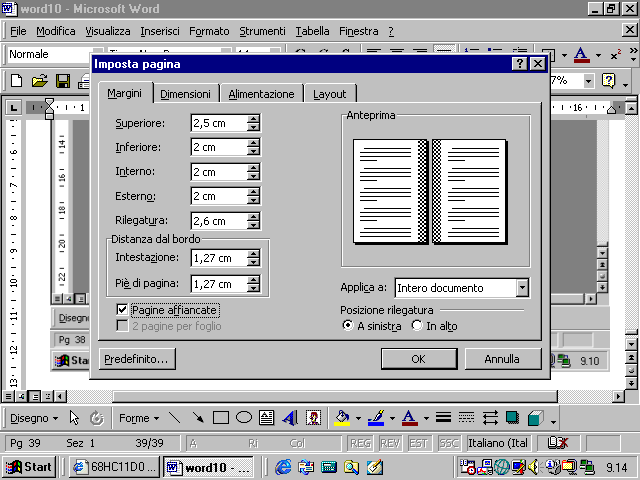 word10 - Microsoft Word
File Modifica Visualizza Inserisci Formato Strumenti Tabella Finestra ?
Normale
Imposta pagina
7%
Margini Dimensioni Alimentazione Layout
Superiore: 2,5 cm
Inferiore: 2 cm
Interno: 2 cm
Esterno: 2 cm
Rilegatura: 2,6 cm
Distanza dal bordo
Intestazione: 1,27 cm
Piè di pagina: 1,27 cm
Pagine affiancate
2 pagine per foglio
Anteprima
Applica a: Intero documento
Posizione rilegatura
A sinistra In alto
Predefinito... OK Annulla
Disegno
Pg 38
Start 9.10
Disegno Forme
Pg 39 Sez 1 39/39 A Ri Col REG REV EST SSC Italiano (Ital
Start 68HC11D0 ... word10 - ... 9.14